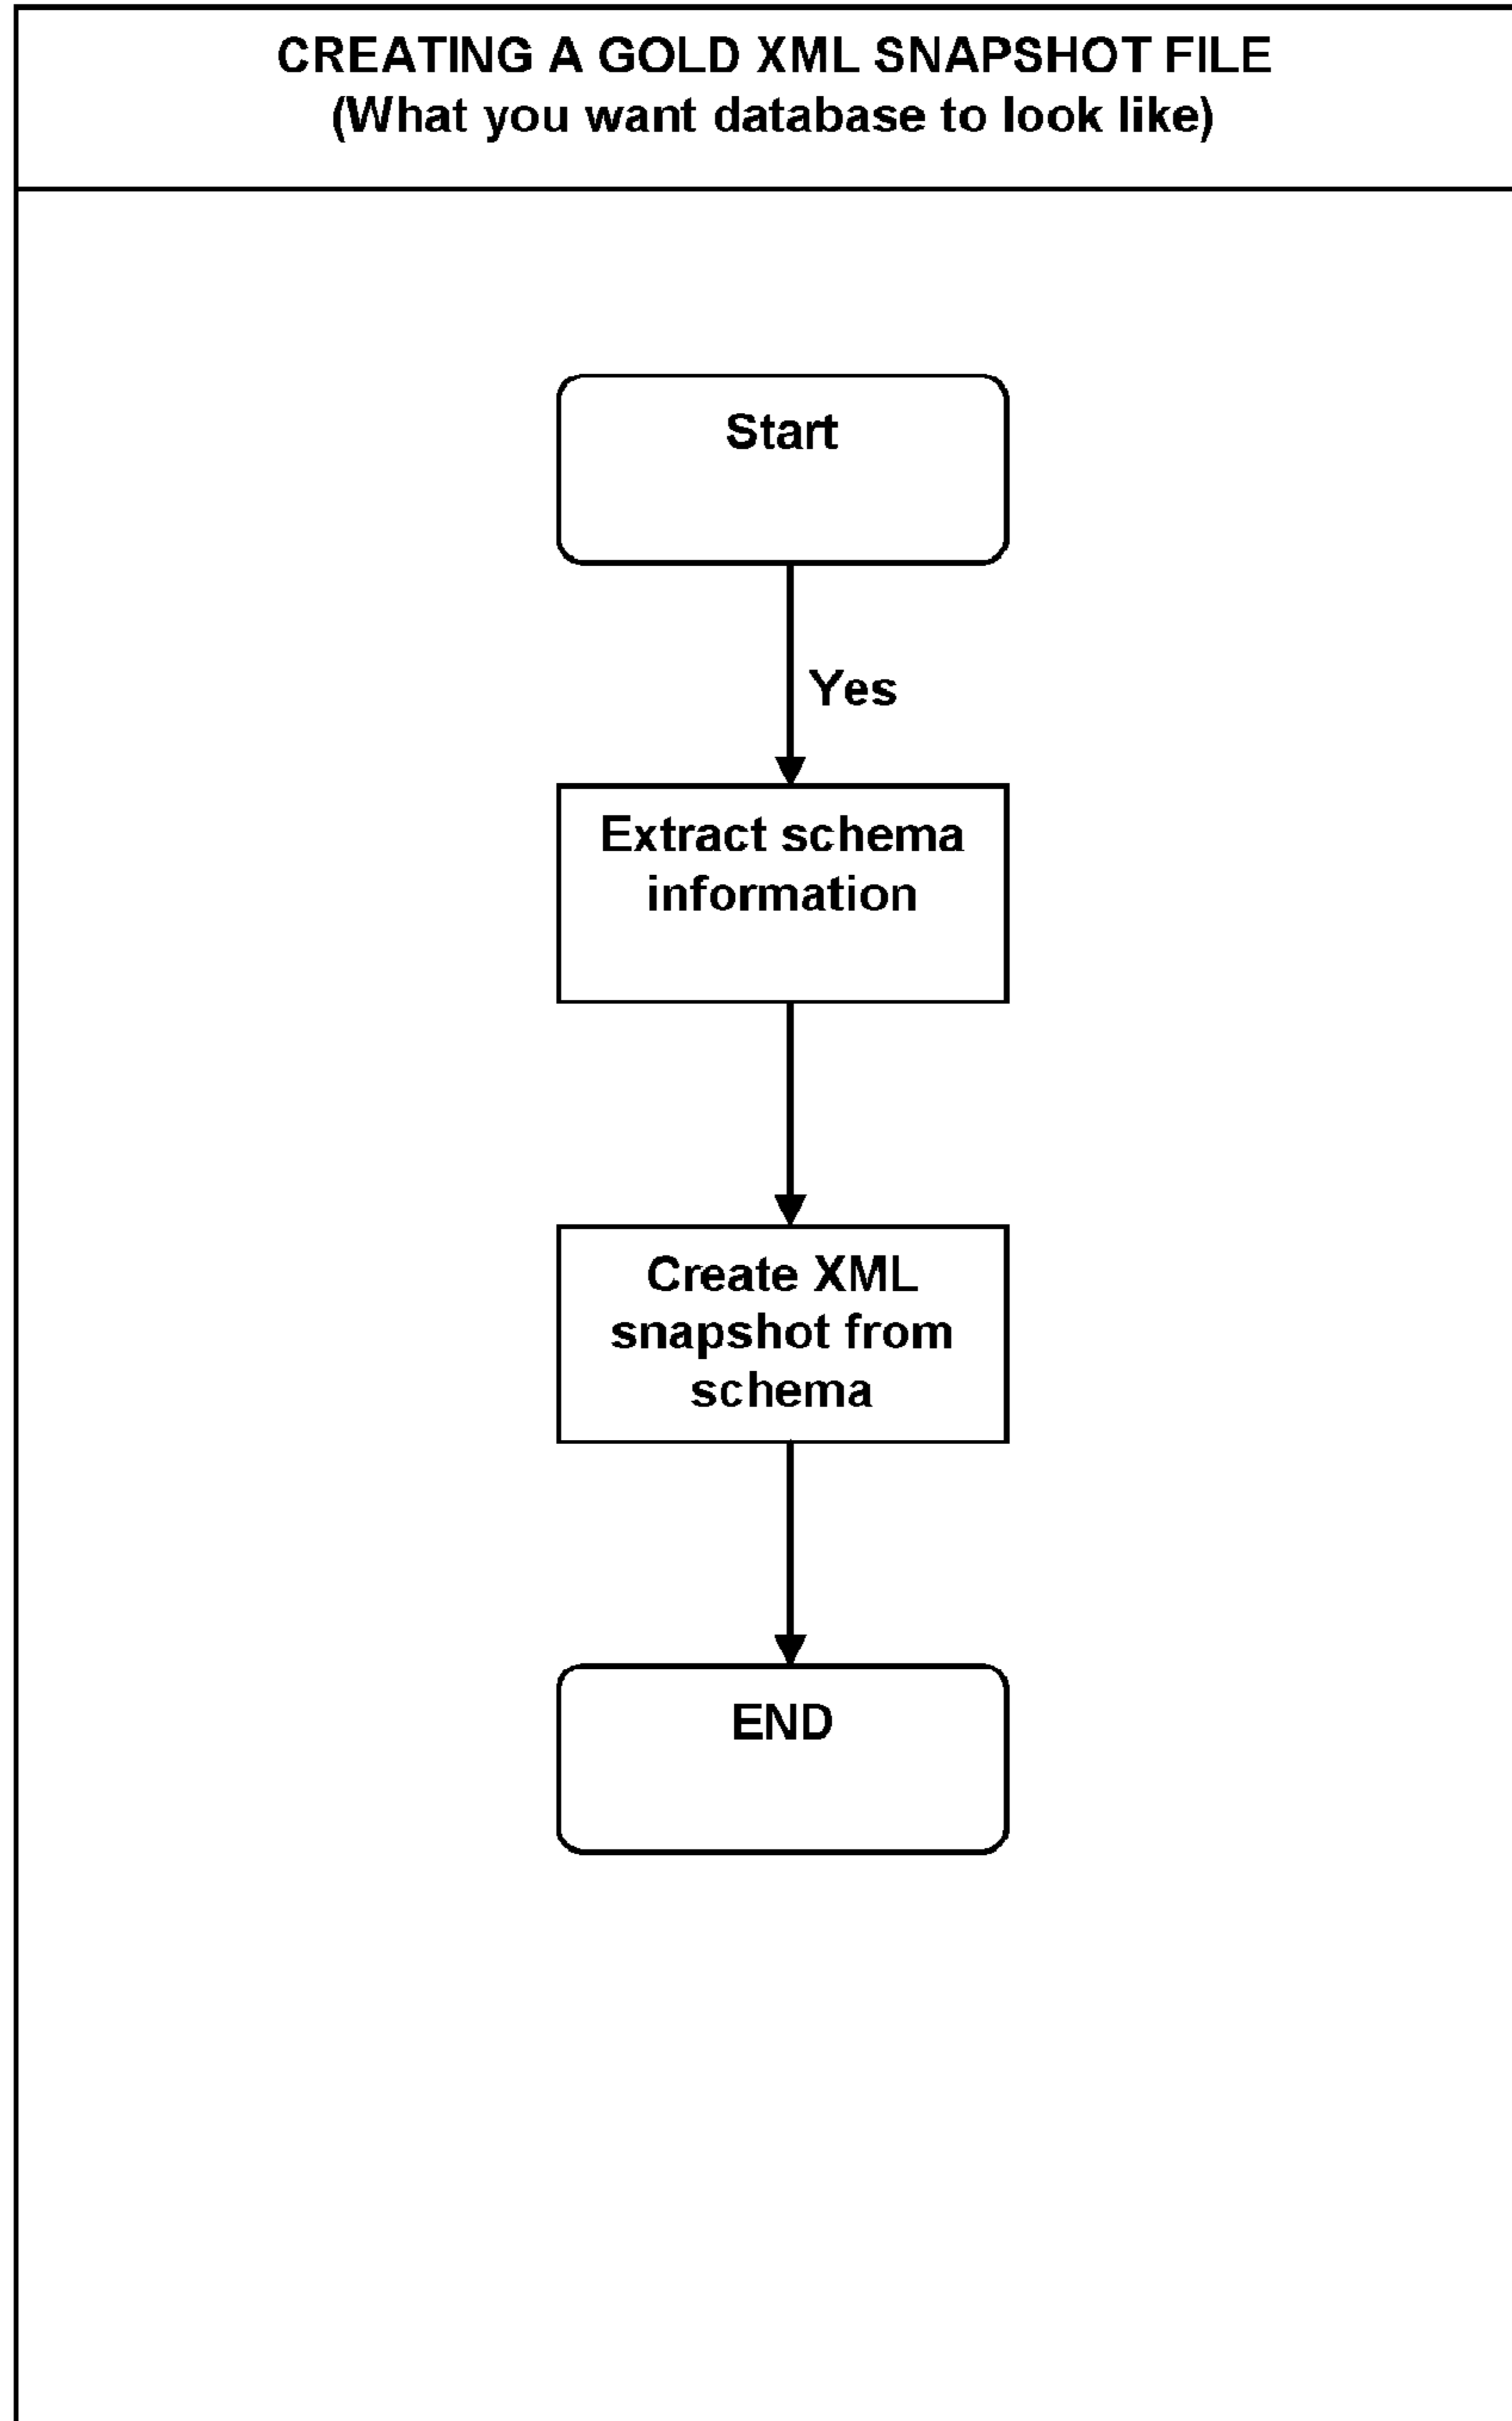 CREATING A GOLD XML SNAPSHOT FILE
(What you want database to look like)
Start
Yes
Extract schema
information
Create XML
snapshot from
schema
END